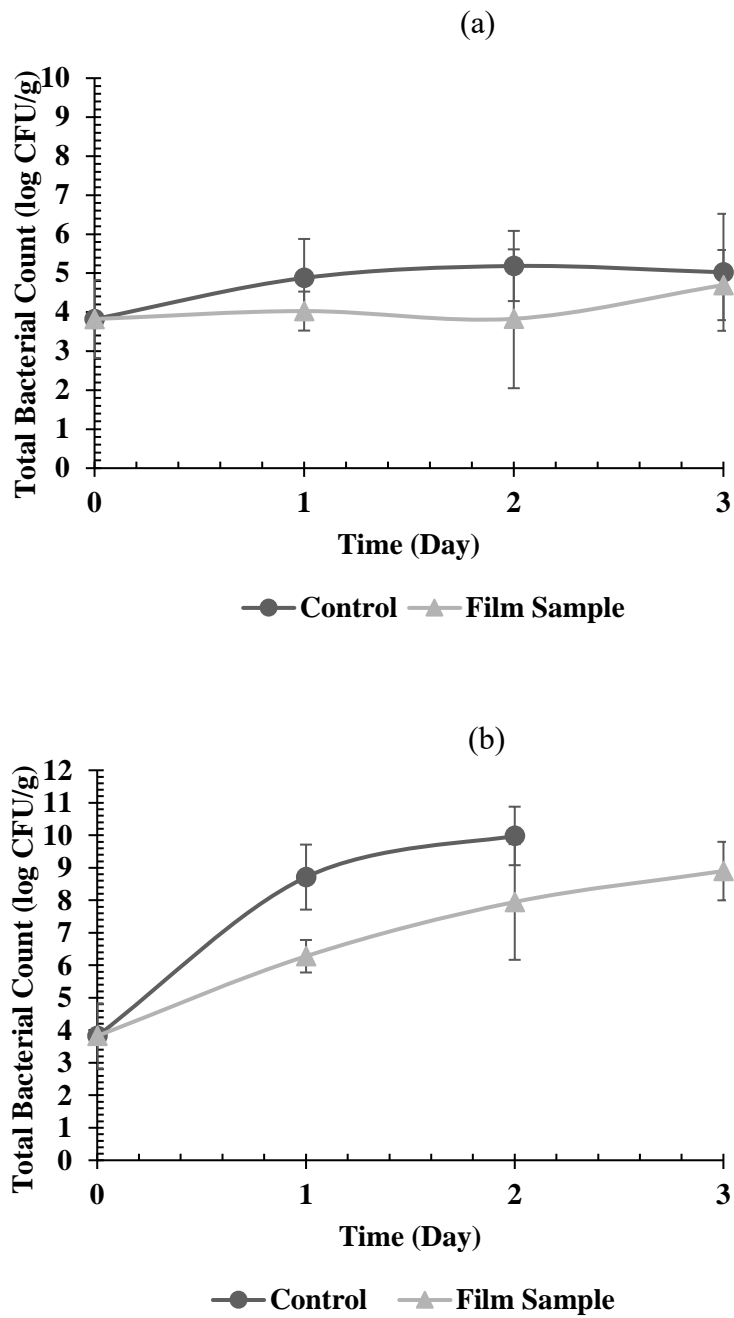 (a)
Total Bacterial Count (log CFU/g)
10
9
8
7
6
5
4
3
2
1
0
0 1 2 3
Time (Day)
Control Film Sample
(b)
Total Bacterial Count (log CFU/g)
12
11
10
9
8
7
6
5
4
3
2
1
0
0 1 2 3
Time (Day)
Control Film Sample